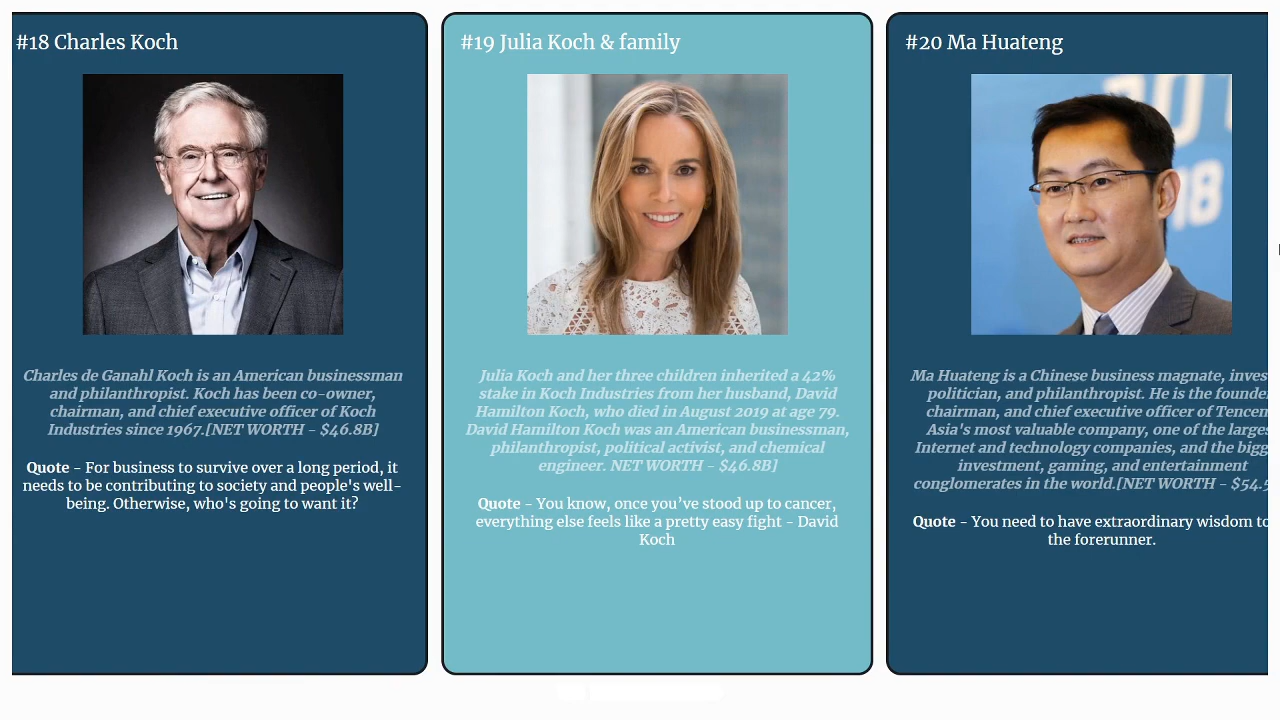 #18 Charles Koch
Charles de Ganahl Koch is an American businessman
and philanthropist. Koch has been co-owner,
chairman, and chief executive officer of Koch
Industries since 1967.[NET WORTH - $46.8B]
Quote - For business to survive over a long period, it
needs to be contributing to society and people's well-
being. Otherwise, who's going to want it?
#19 Julia Koch & family
Julia Koch and her three children inherited a 42%
stake in Koch Industries from her husband, David
Hamilton Koch, who died in August 2019 at age 79.
David Hamilton Koch was an American businessman,
philanthropist, political activist, and chemical
engineer. NET WORTH - $46.8B]
Quote - You know, once you’ve stood up to cancer,
everything else feels like a pretty easy fight - David
Koch
#20 Ma Huateng
18
Ma Huateng is a Chinese business magnate,
politician, and philanthropist. He is the
chairman, and chief executive officer of
Asia's most valuable company, one of the
Internet and technology companies, and the
investment, gaming, and entertainment
conglomerates in the world.[NET WORTH -
Quote - You need to have extraordinary wisdom to
the forerunner.